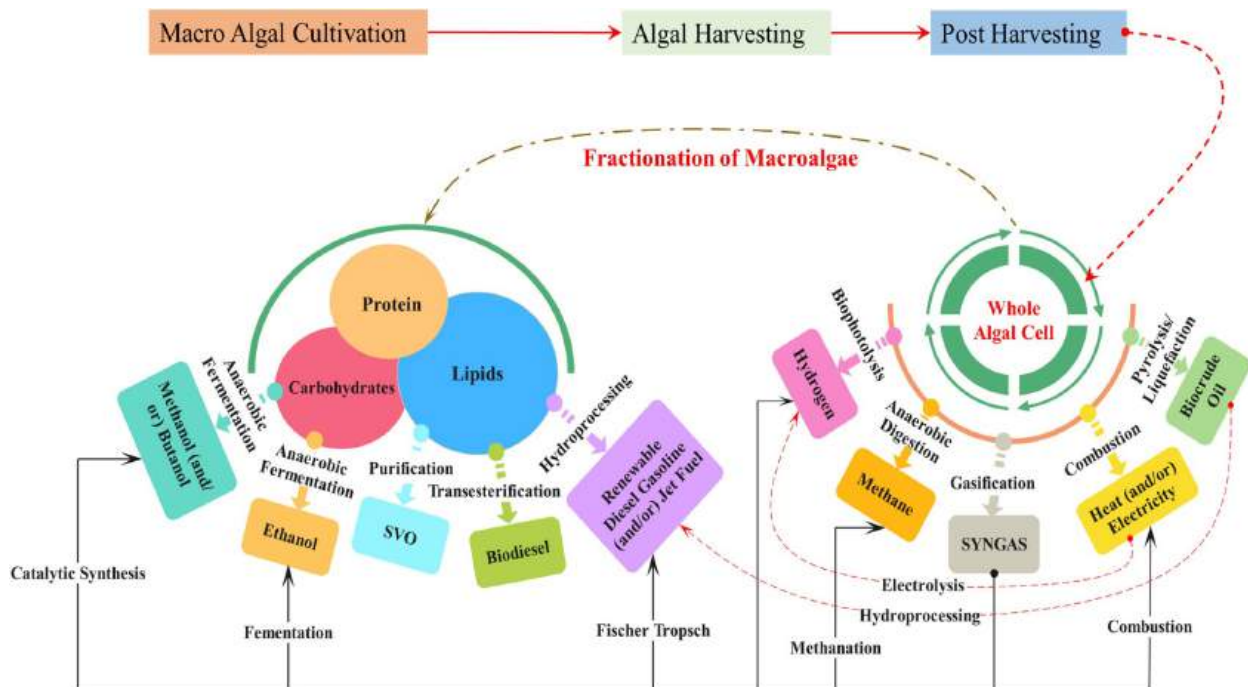 Macro Algal Cultivation
Algal Harvesting
Post Harvesting
Fractionation of Macroalgae
Protein
Carbohydrates
Lipids
Anaerobic
Fermentation
Methanol (and/
or) Butanol
Anaerobic
Fermentation
Ethanol
Purification
SVO
Transesterification
Biodiesel
Hydroprocessing
Renewable
Diesel Gasoline
(and/or) Jet Fuel
Whole
Algal Cell
Biophotolysis
Hydrogen
Anaerobic
Digestion
Methane
Gasification
SYNGAS
Combustion
Heat (and/or)
Electricity
Pyrolysis/
Liquefaction
Biocrude
Oil
Electrolysis
Hydroprocessing
Catalytic Synthesis
Fementation
Fischer Tropsch
Methanation
Combustion